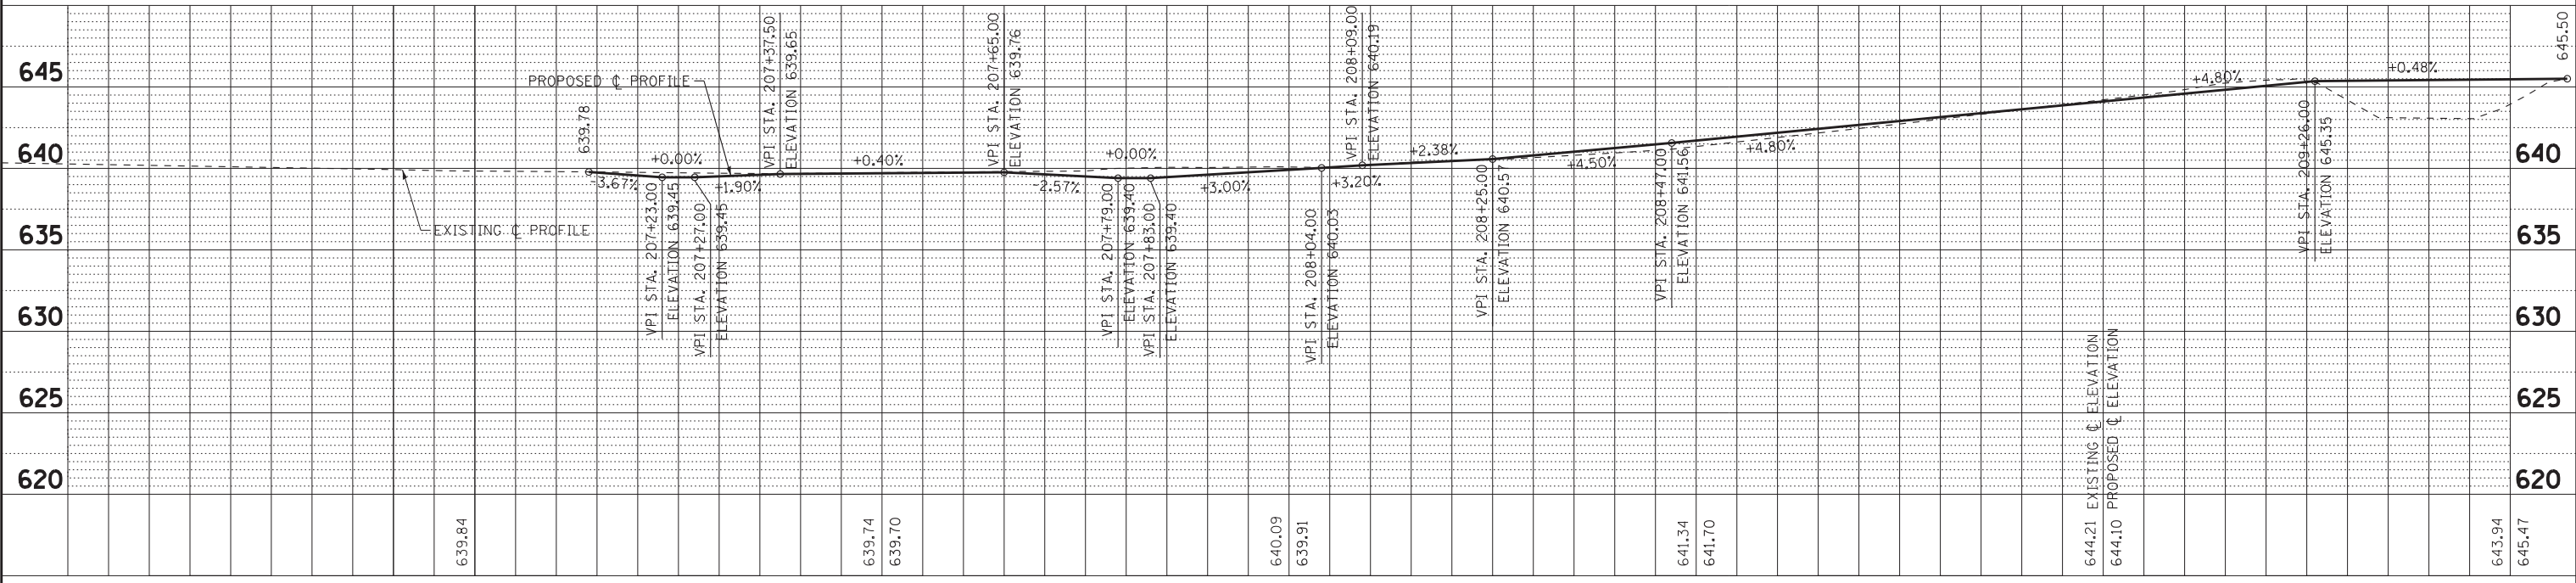 645
640
635
630
625
620
EXISTING ℄ PROFILE
PROPOSED ℄ PROFILE
639.78
-3.67%
VPI STA. 207+23.00
ELEVATION 639.45
+0.00%
VPI STA. 207+27.00
ELEVATION 639.45
+1.90%
VPI STA. 207+37.50
ELEVATION 639.65
+0.40%
VPI STA. 207+65.00
ELEVATION 639.76
-2.57%
VPI STA. 207+79.00
ELEVATION 639.40
+0.00%
VPI STA. 207+83.00
ELEVATION 639.40
+3.00%
VPI STA. 208+04.00
ELEVATION 640.03
+3.20%
VPI STA. 208+09.00
ELEVATION 640.19
+2.38%
VPI STA. 208+25.00
ELEVATION 640.57
+4.50%
VPI STA. 208+47.00
ELEVATION 641.56
+4.80%
+4.80%
VPI STA. 209+26.00
ELEVATION 645.35
+0.48%
645.50
640
635
630
625
620
639.84
639.74
639.70
640.09
639.91
641.34
641.70
644.21 EXISTING ℄ ELEVATION
644.10 PROPOSED ℄ ELEVATION
643.94
645.47